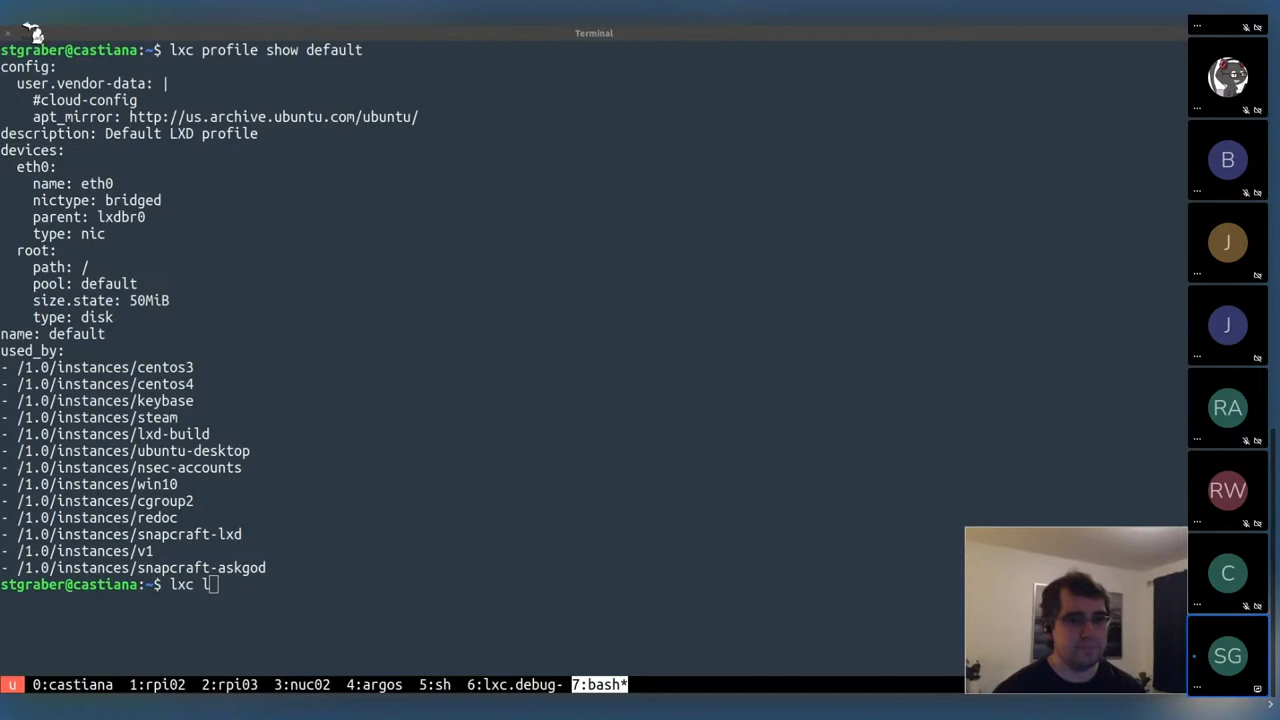 Terminal
stgraber@castiana:~$ lxc profile show default
config:
  user.vendor-data: |
    #cloud-config
    apt_mirror: http://us.archive.ubuntu.com/ubuntu/
description: Default LXD profile
devices:
  eth0:
    name: eth0
    nictype: bridged
    parent: lxdbr0
    type: nic
  root:
    path: /
    pool: default
    size.state: 50MiB
    type: disk
name: default
used_by:
- /1.0/instances/centos3
- /1.0/instances/centos4
- /1.0/instances/keybase
- /1.0/instances/steam
- /1.0/instances/lxd-build
- /1.0/instances/ubuntu-desktop
- /1.0/instances/nsec-accounts
- /1.0/instances/win10
- /1.0/instances/cgroup2
- /1.0/instances/redoc
- /1.0/instances/snapcraft-lxd
- /1.0/instances/v1
- /1.0/instances/snapcraft-askgod
stgraber@castiana:~$ lxc l
u 0:castiana 1:rpi02 2:rpi03 3:nuc02 4:argos 5:sh 6:lxc.debug- 7:bash*
B
J
J
RA
RW
C
SG